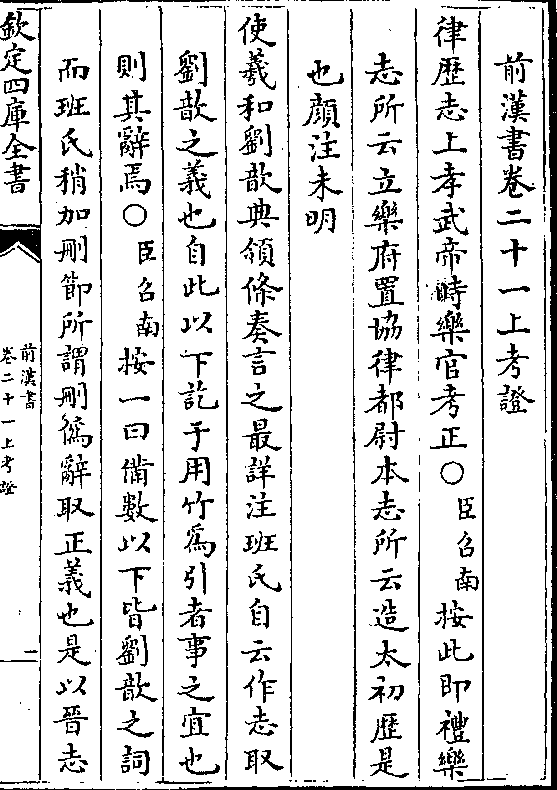 前漢書卷二十一上考證
律歴志上孝武帝時樂官考正○臣召南按此即禮樂
志所云立樂府置協律都尉本志所云造太初歴是
也顔注未明
使羲和劉歆典領條奏言之最詳注班氏自云作志取
劉歆之義也自此以下訖于用竹爲引者事之宜也
則其辭焉○臣召南按一曰備數以下皆劉歆之詞
而班氏稍加刪節所謂刪僞辭取正義也是以晉志
欽定四庫全書
前漢書
卷二十一上考證
一